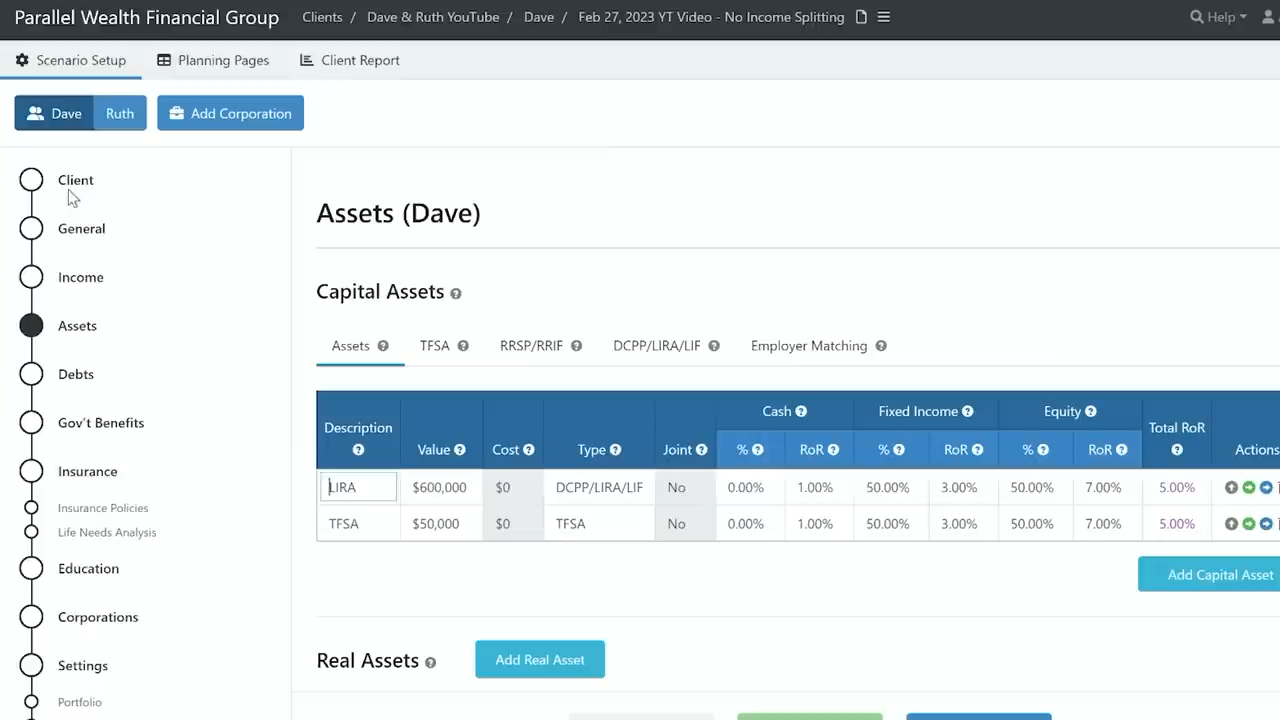 Parallel Wealth Financial Group Clients / Dave & Ruth YouTube / Dave / Feb 27, 2023 YT Video - No Income Splitting Help
Scenario Setup Planning Pages Client Report
Dave Ruth Add Corporation
Client
General
Income
Assets
Debts
Gov't Benefits
Insurance
Insurance Policies
Life Needs Analysis
Education
Corporations
Settings
Portfolio
Assets (Dave)
Capital Assets
Assets TFSA RRSP/RRIF DCPP/LIRA/LIF Employer Matching
Cash Fixed Income Equity
Description Value Cost Type Joint % RoR % RoR % RoR Total RoR Actions
LIRA $600,000 $0 DCPP/LIRA/LIF No 0.00% 1.00% 50.00% 3.00% 50.00% 7.00% 5.00%
TFSA $50,000 $0 TFSA No 0.00% 1.00% 50.00% 3.00% 50.00% 7.00% 5.00%
Add Capital Asset
Real Assets Add Real Asset